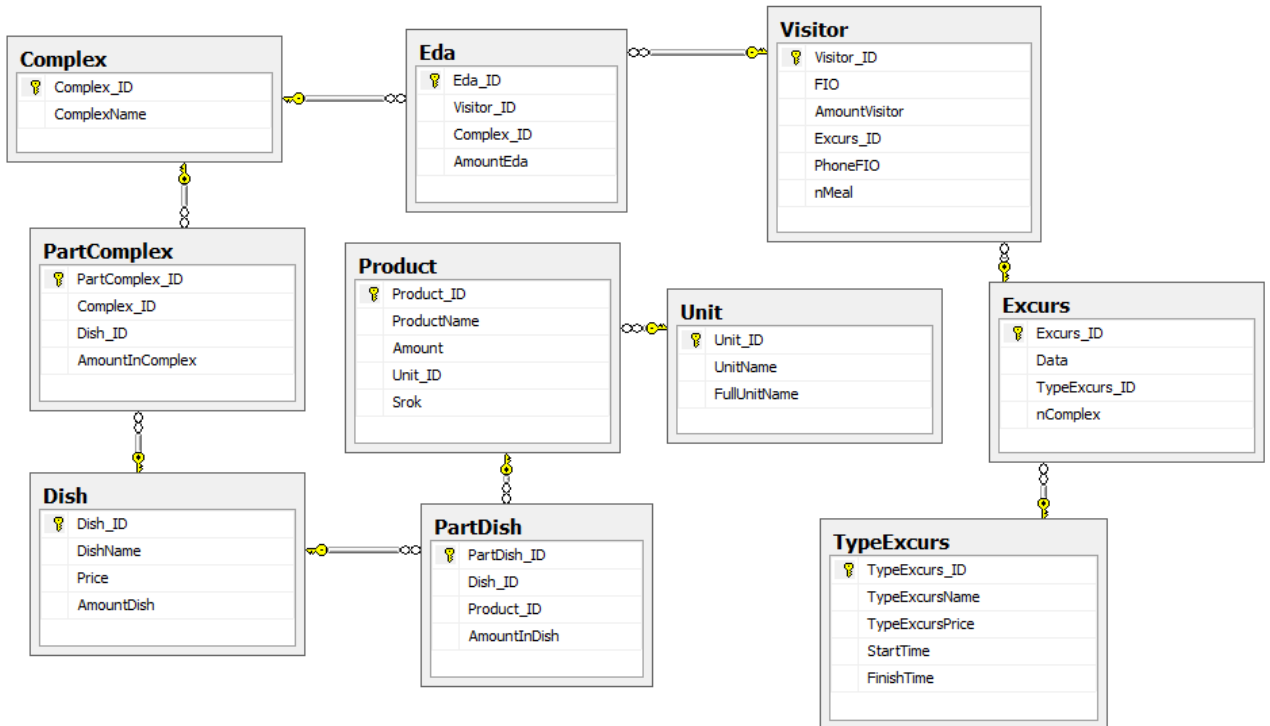 Complex
Complex_ID
ComplexName
Eda
Eda_ID
Visitor_ID
Complex_ID
AmountEda
Visitor
Visitor_ID
FIO
AmountVisitor
Excurs_ID
PhoneFIO
nMeal
PartComplex
PartComplex_ID
Complex_ID
Dish_ID
AmountInComplex
Product
Product_ID
ProductName
Amount
Unit_ID
Srok
Unit
Unit_ID
UnitName
FullUnitName
Excurs
Excurs_ID
Data
TypeExcurs_ID
nComplex
Dish
Dish_ID
DishName
Price
AmountDish
PartDish
PartDish_ID
Dish_ID
Product_ID
AmountInDish
TypeExcurs
TypeExcurs_ID
TypeExcursName
TypeExcursPrice
StartTime
FinishTime